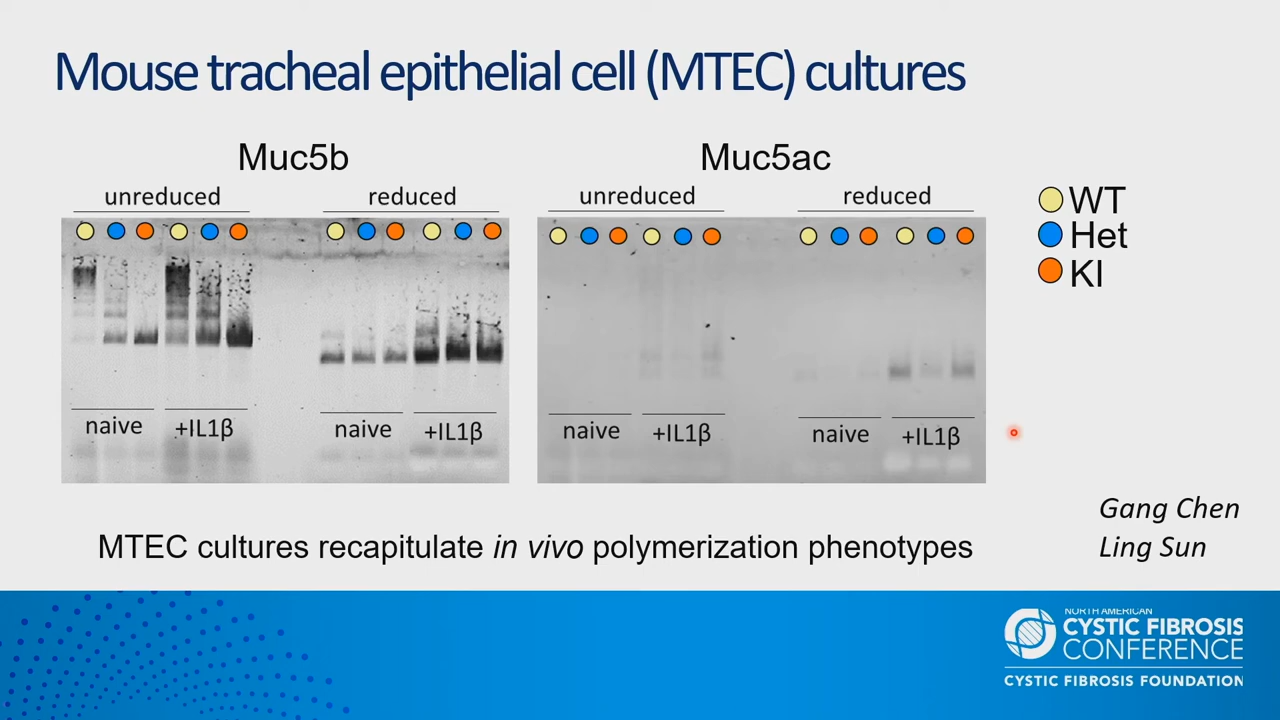 Mouse tracheal epithelial cell (MTEC) cultures
Muc5b
Muc5ac
unreduced
reduced
unreduced
reduced
WT
Het
KI
naive
+IL1β
naive
+IL1β
naive
+IL1β
naive
+IL1β
Gang Chen
Ling Sun
MTEC cultures recapitulate in vivo polymerization phenotypes
NORTH AMERICAN
CYSTIC FIBROSIS
CONFERENCE
CYSTIC FIBROSIS FOUNDATION